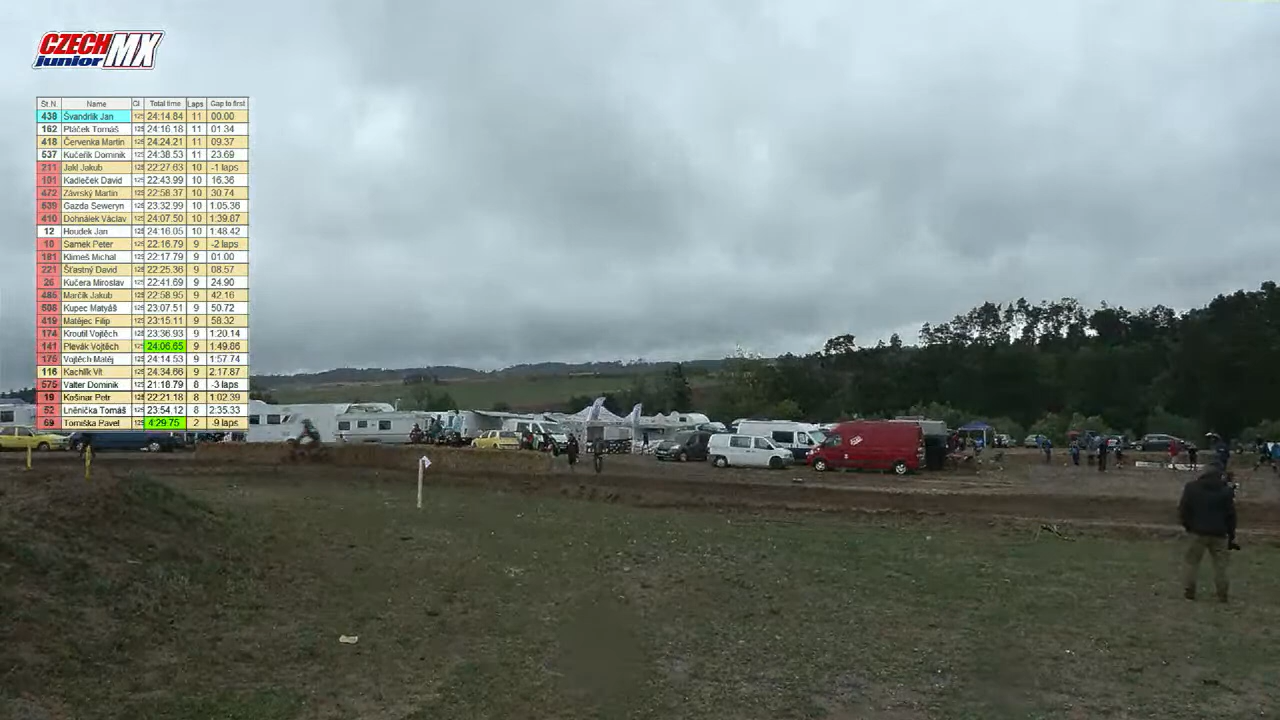 CZECH MX
junior
St.N. Name Cl Total time Laps Gap to first
438 Švandrlík Jan 125 24:14.84 11 00.00
162 Ptáček Tomáš 125 24:16.18 11 01.34
418 Červenka Martin 125 24:24.21 11 09.37
537 Kučeřík Dominik 125 24:38.53 11 23.69
211 Jakl Jakub 125 22:27.63 10 -1 laps
101 Kadleček David 125 22:43.99 10 16.36
472 Závrský Martin 125 22:58.37 10 30.74
539 Gazda Seweryn 125 23:32.99 10 1:05.36
410 Dohnálek Václav 125 24:07.50 10 1:39.87
12 Houdek Jan 125 24:16.05 10 1:48.42
10 Samek Peter 125 22:16.79 9 -2 laps
181 Klimeš Michal 125 22:17.79 9 01.00
221 Šťastný David 125 22:25.36 9 08.57
26 Kučera Miroslav 125 22:41.69 9 24.90
486 Marčík Jakub 125 22:58.95 9 42.16
508 Kupec Matyáš 125 23:07.51 9 50.72
419 Matějec Filip 125 23:15.11 9 58.32
174 Kroutil Vojtěch 125 23:36.93 9 1:20.14
141 Plevák Vojtěch 125 24:06.65 9 1:49.86
175 Vojtěch Matěj 125 24:14.53 9 1:57.74
116 Kachlík Vít 125 24:34.66 9 2:17.87
575 Valter Dominik 125 21:18.79 8 -3 laps
19 Košinar Petr 125 22:21.18 8 1:02.39
52 Lněnička Tomáš 125 23:54.12 8 2:35.33
69 Tomiška Pavel 125 4:29.75 2 -9 laps